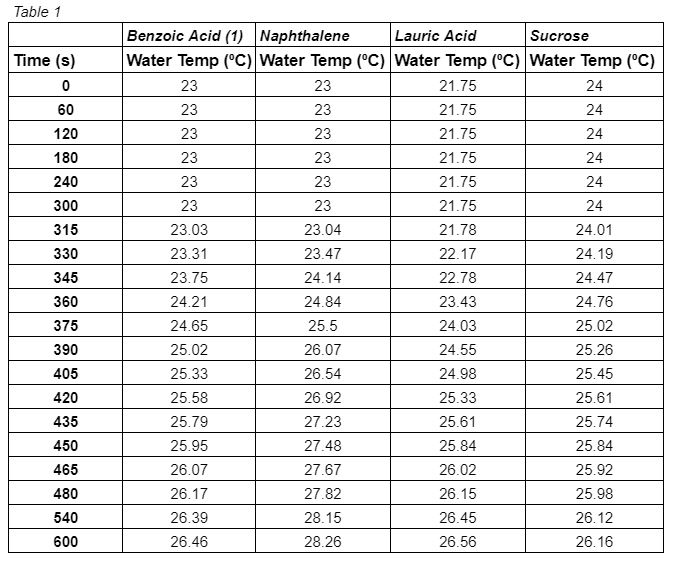 Table 1
Benzoic Acid (1) Naphthalene Lauric Acid Sucrose
Time (s) Water Temp (ºC) Water Temp (ºC) Water Temp (ºC) Water Temp (ºC)
0 23 23 21.75 24
60 23 23 21.75 24
120 23 23 21.75 24
180 23 23 21.75 24
240 23 23 21.75 24
300 23 23 21.75 24
315 23.03 23.04 21.78 24.01
330 23.31 23.47 22.17 24.19
345 23.75 24.14 22.78 24.47
360 24.21 24.84 23.43 24.76
375 24.65 25.5 24.03 25.02
390 25.02 26.07 24.55 25.26
405 25.33 26.54 24.98 25.45
420 25.58 26.92 25.33 25.61
435 25.79 27.23 25.61 25.74
450 25.95 27.48 25.84 25.84
465 26.07 27.67 26.02 25.92
480 26.17 27.82 26.15 25.98
540 26.39 28.15 26.45 26.12
600 26.46 28.26 26.56 26.16